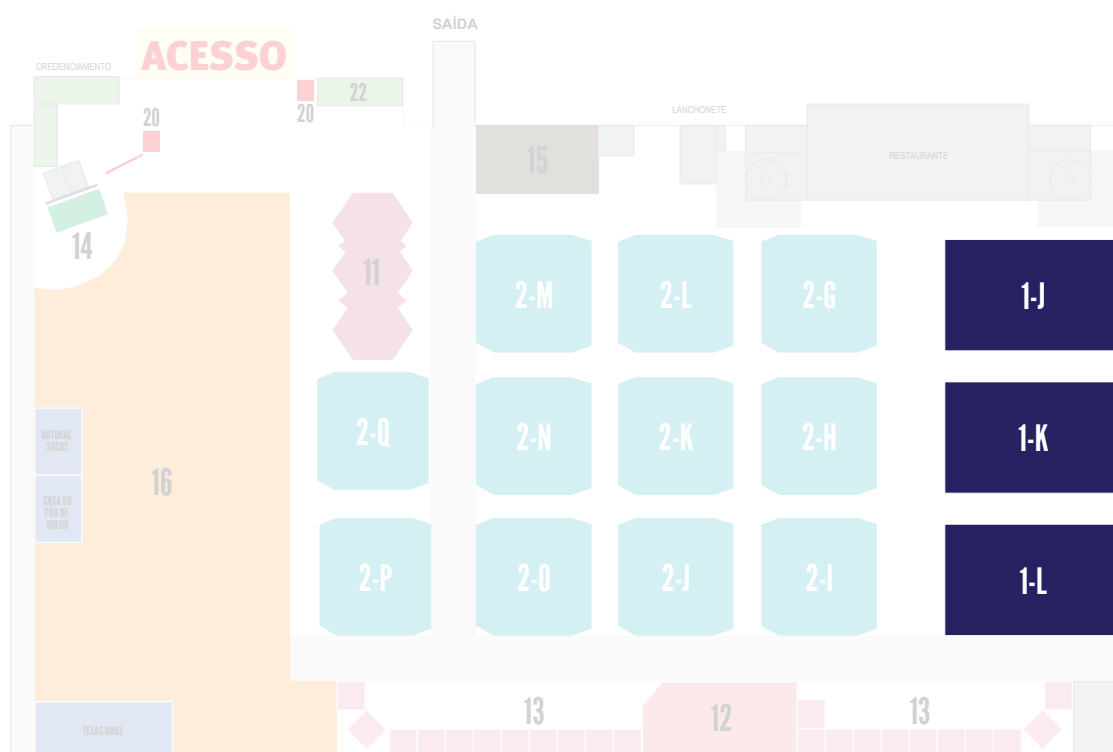 SAÍDA
ACESSO
CREDENCIAMENTO
22
20
20
LANCHONETE
RESTAURANTE
15
14
11
2-M
2-L
2-G
1-J
2-Q
2-N
2-K
2-H
1-K
NATURAL
SUCOS
16
CASA DO
PÃO DE
QUEIJO
2-P
2-O
2-J
2-I
1-L
13
12
13
TEXAS GRILL